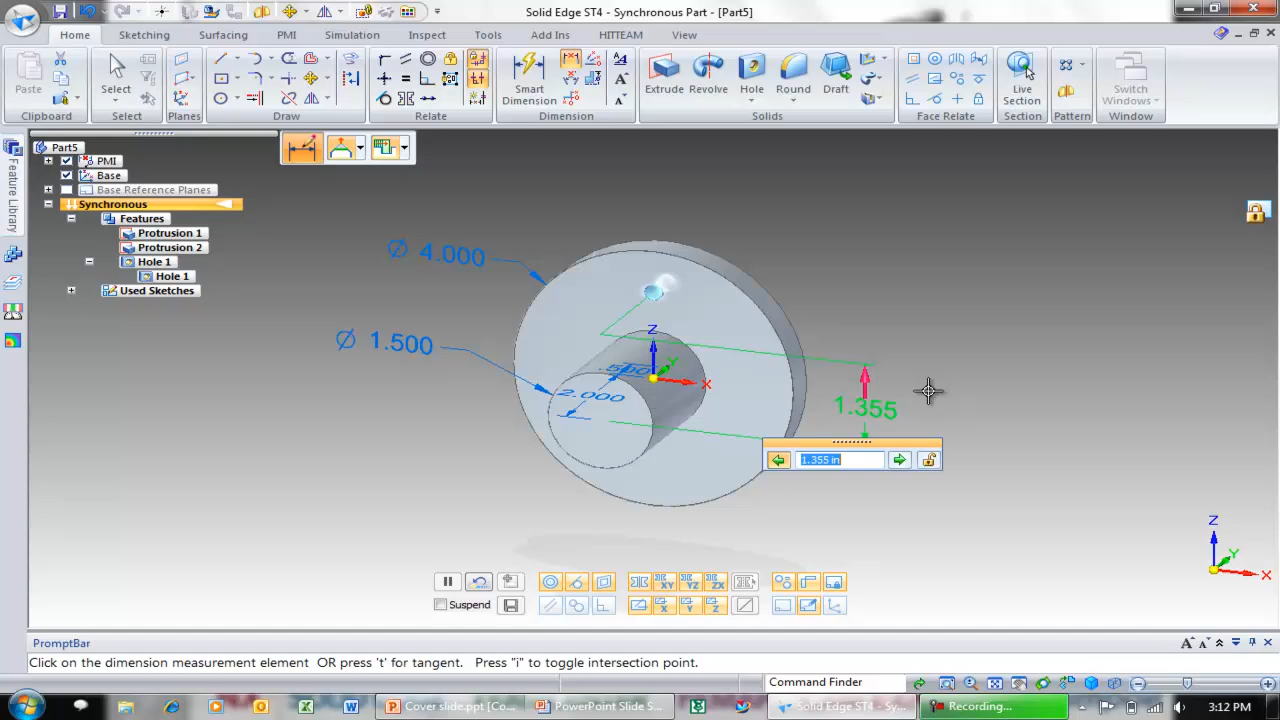 Solid Edge ST4 - Synchronous Part - [Part5]
Home Sketching Surfacing PMI Simulation Inspect Tools Add Ins HITTEAM View
Paste Select Smart Dimension Extrude Revolve Hole Round Draft Live Section Switch Windows
Clipboard Select Planes Draw Relate Dimension Solids Face Relate Section Pattern Window
Feature Library
Part5
PMI
Base
Base Reference Planes
Synchronous
Features
Protrusion 1
Protrusion 2
Hole 1
Hole 1
Used Sketches
Ø 4.000
Ø 1.500
Z
Y
X
.500
2.000
1.355
1.355 in
Z
Y
X
XY YZ ZX
Suspend
X Y Z
PromptBar
Click on the dimension measurement element OR press 't' for tangent. Press "i" to toggle intersection point.
Command Finder
Cover slide.ppt [Co... PowerPoint Slide S... Solid Edge ST4 - Sy... Recording... 3:12 PM